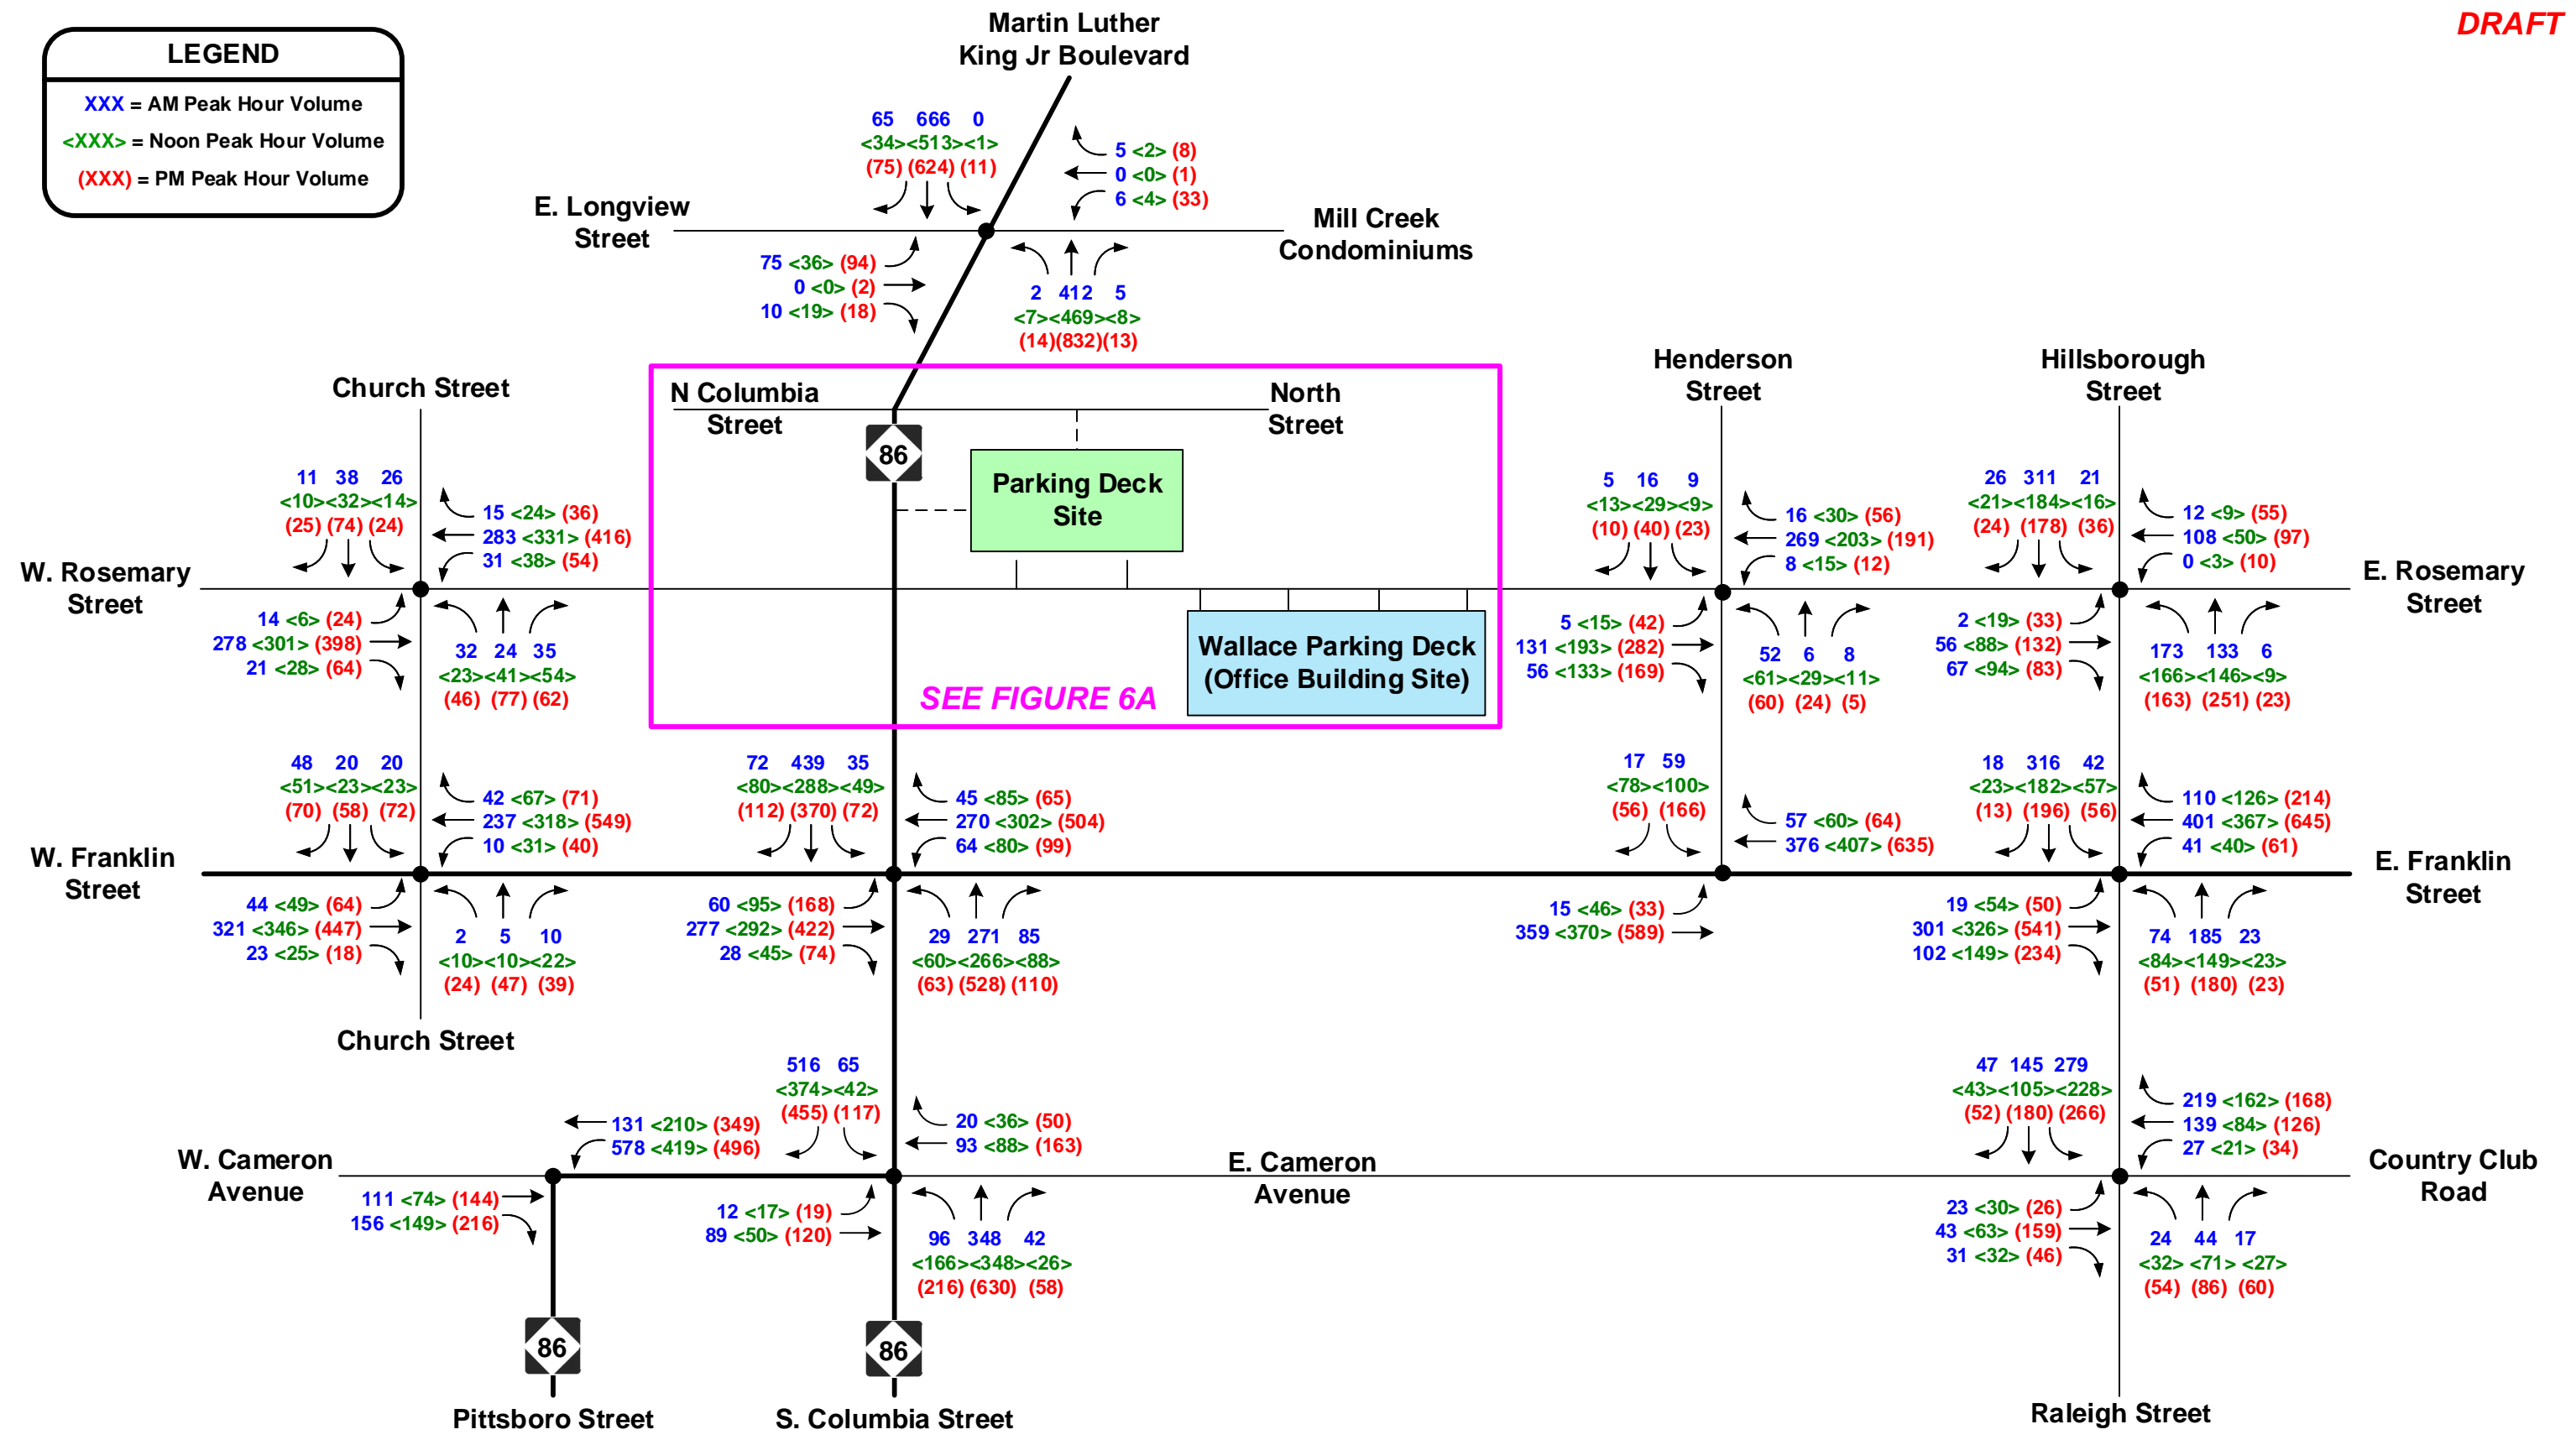 DRAFT
LEGEND
XXX = AM Peak Hour Volume
<XXX> = Noon Peak Hour Volume
(XXX) = PM Peak Hour Volume
Martin Luther
King Jr Boulevard
65 666 0
<34><513><1>
(75) (624) (11)
5 <2> (8)
0 <0> (1)
6 <4> (33)
E. Longview
Street
Mill Creek
Condominiums
75 <36> (94)
0 <0> (2)
10 <19> (18)
2 412 5
<7><469><8>
(14)(832)(13)
Church Street
N Columbia
Street
North
Street
Henderson
Street
Hillsborough
Street
86
Parking Deck
Site
11 38 26
<10><32><14>
(25) (74) (24)
15 <24> (36)
283 <331> (416)
31 <38> (54)
5 16 9
<13><29><9>
(10) (40) (23)
16 <30> (56)
269 <203> (191)
8 <15> (12)
26 311 21
<21><184><16>
(24) (178) (36)
12 <9> (55)
108 <50> (97)
0 <3> (10)
W. Rosemary
Street
E. Rosemary
Street
14 <6> (24)
278 <301> (398)
21 <28> (64)
32 24 35
<23><41><54>
(46) (77) (62)
Wallace Parking Deck
(Office Building Site)
SEE FIGURE 6A
5 <15> (42)
131 <193> (282)
56 <133> (169)
52 6 8
<61><29><11>
(60) (24) (5)
2 <19> (33)
56 <88> (132)
67 <94> (83)
173 133 6
<166><146><9>
(163) (251) (23)
48 20 20
<51><23><23>
(70) (58) (72)
42 <67> (71)
237 <318> (549)
10 <31> (40)
72 439 35
<80><288><49>
(112) (370) (72)
45 <85> (65)
270 <302> (504)
64 <80> (99)
17 59
<78><100>
(56) (166)
57 <60> (64)
376 <407> (635)
18 316 42
<23><182><57>
(13) (196) (56)
110 <126> (214)
401 <367> (645)
41 <40> (61)
W. Franklin
Street
E. Franklin
Street
44 <49> (64)
321 <346> (447)
23 <25> (18)
2 5 10
<10><10><22>
(24) (47) (39)
60 <95> (168)
277 <292> (422)
28 <45> (74)
29 271 85
<60><266><88>
(63) (528) (110)
15 <46> (33)
359 <370> (589)
19 <54> (50)
301 <326> (541)
102 <149> (234)
74 185 23
<84><149><23>
(51) (180) (23)
Church Street
516 65
<374><42>
(455) (117)
131 <210> (349)
578 <419> (496)
20 <36> (50)
93 <88> (163)
47 145 279
<43><105><228>
(52) (180) (266)
219 <162> (168)
139 <84> (126)
27 <21> (34)
W. Cameron
Avenue
E. Cameron
Avenue
Country Club
Road
111 <74> (144)
156 <149> (216)
12 <17> (19)
89 <50> (120)
96 348 42
<166><348><26>
(216) (630) (58)
23 <30> (26)
43 <63> (159)
31 <32> (46)
24 44 17
<32> <71> <27>
(54) (86) (60)
86
86
Pittsboro Street
S. Columbia Street
Raleigh Street